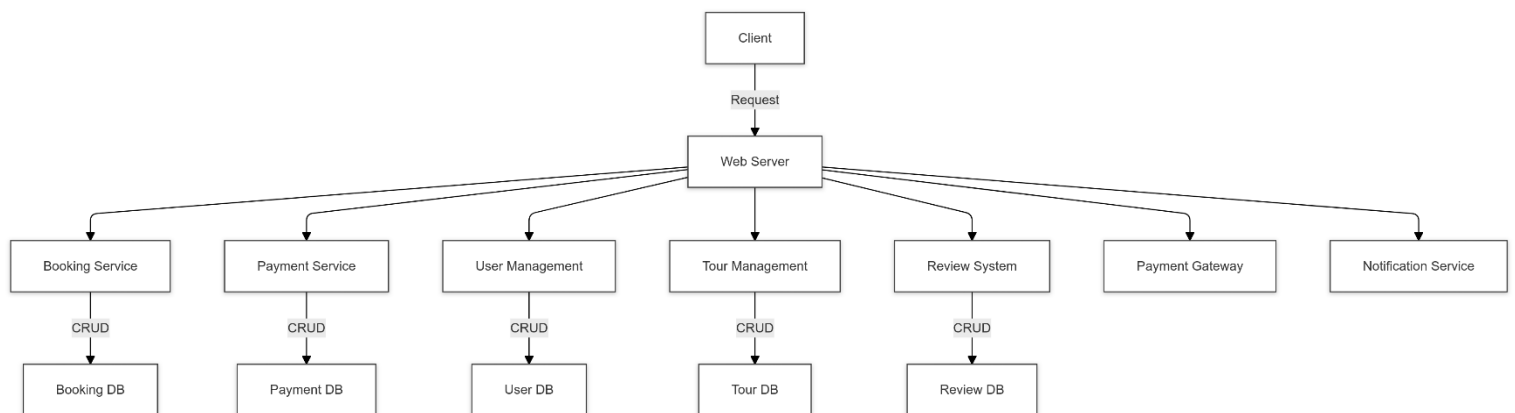 Client
Request
Web Server
Booking Service
Payment Service
User Management
Tour Management
Review System
Payment Gateway
Notification Service
CRUD
CRUD
CRUD
CRUD
CRUD
Booking DB
Payment DB
User DB
Tour DB
Review DB